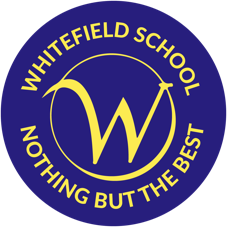 WHITEFIELD SCHOOL
W
NOTHING BUT THE BEST